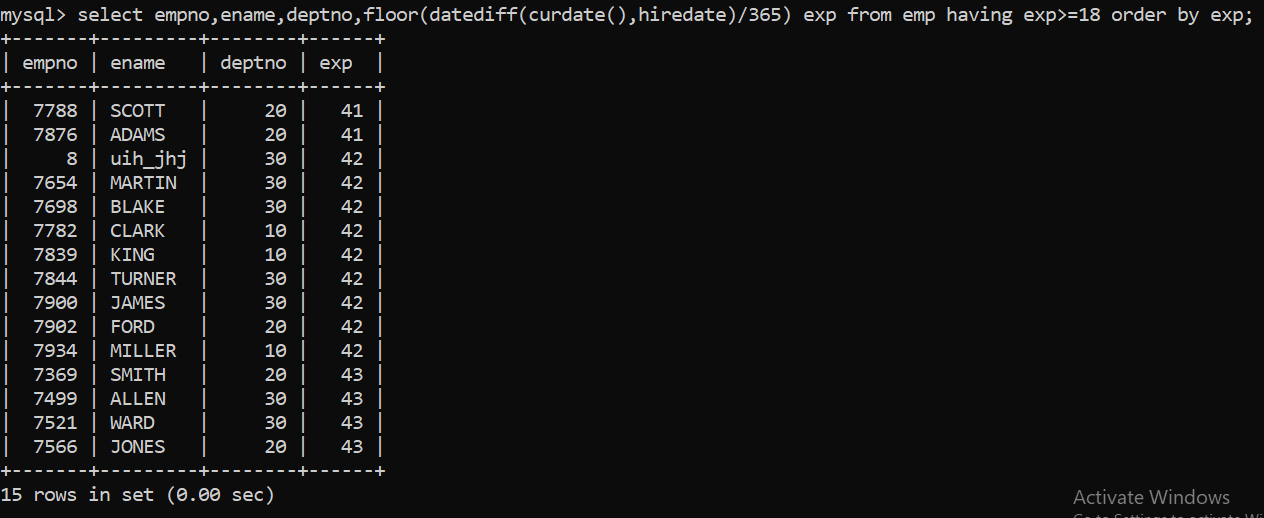 mysql> select empno,ename,deptno,floor(datediff(curdate(),hiredate)/365) exp from emp having exp>=18 order by exp;
+-------+---------+--------+------+
| empno | ename   | deptno | exp  |
+-------+---------+--------+------+
|  7788 | SCOTT   |     20 |   41 |
|  7876 | ADAMS   |     20 |   41 |
|     8 | uih_jhj |     30 |   42 |
|  7654 | MARTIN  |     30 |   42 |
|  7698 | BLAKE   |     30 |   42 |
|  7782 | CLARK   |     10 |   42 |
|  7839 | KING    |     10 |   42 |
|  7844 | TURNER  |     30 |   42 |
|  7900 | JAMES   |     30 |   42 |
|  7902 | FORD    |     20 |   42 |
|  7934 | MILLER  |     10 |   42 |
|  7369 | SMITH   |     20 |   43 |
|  7499 | ALLEN   |     30 |   43 |
|  7521 | WARD    |     30 |   43 |
|  7566 | JONES   |     20 |   43 |
+-------+---------+--------+------+
15 rows in set (0.00 sec)
Activate Windows